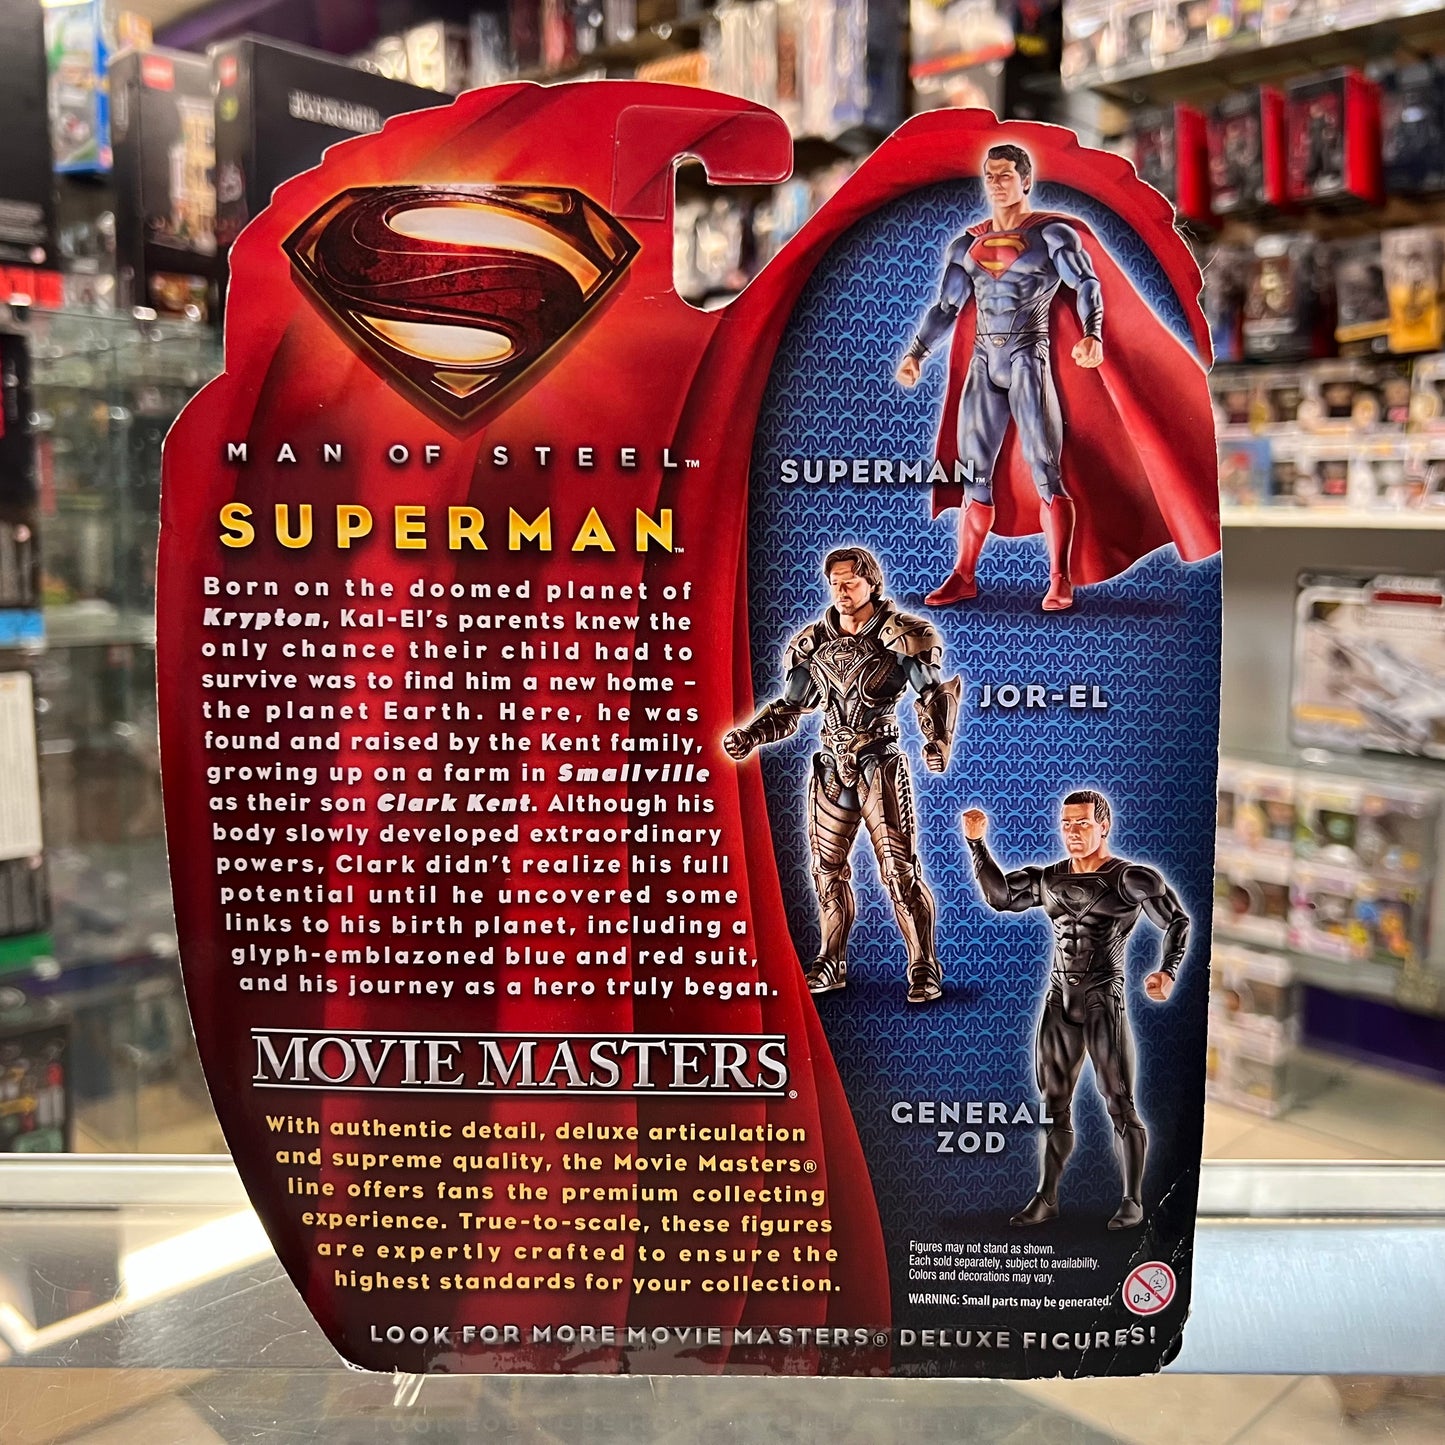 MAN OF STEEL™
SUPERMAN™
Born on the doomed planet of
Krypton, Kal-El's parents knew the
only chance their child had to
survive was to find him a new home –
the planet Earth. Here, he was
found and raised by the Kent family,
growing up on a farm in Smallville
as their son Clark Kent. Although his
body slowly developed extraordinary
powers, Clark didn't realize his full
potential until he uncovered some
links to his birth planet, including a
glyph-emblazoned blue and red suit,
and his journey as a hero truly began.
MOVIE MASTERS®
With authentic detail, deluxe articulation
and supreme quality, the Movie Masters®
line offers fans the premium collecting
experience. True-to-scale, these figures
are expertly crafted to ensure the
highest standards for your collection.
LOOK FOR MORE MOVIE MASTERS® DELUXE FIGURES!
SUPERMAN™
JOR-EL
GENERAL
ZOD
Figures may not stand as shown.
Each sold separately, subject to availability.
Colors and decorations may vary.
WARNING: Small parts may be generated.
0-3